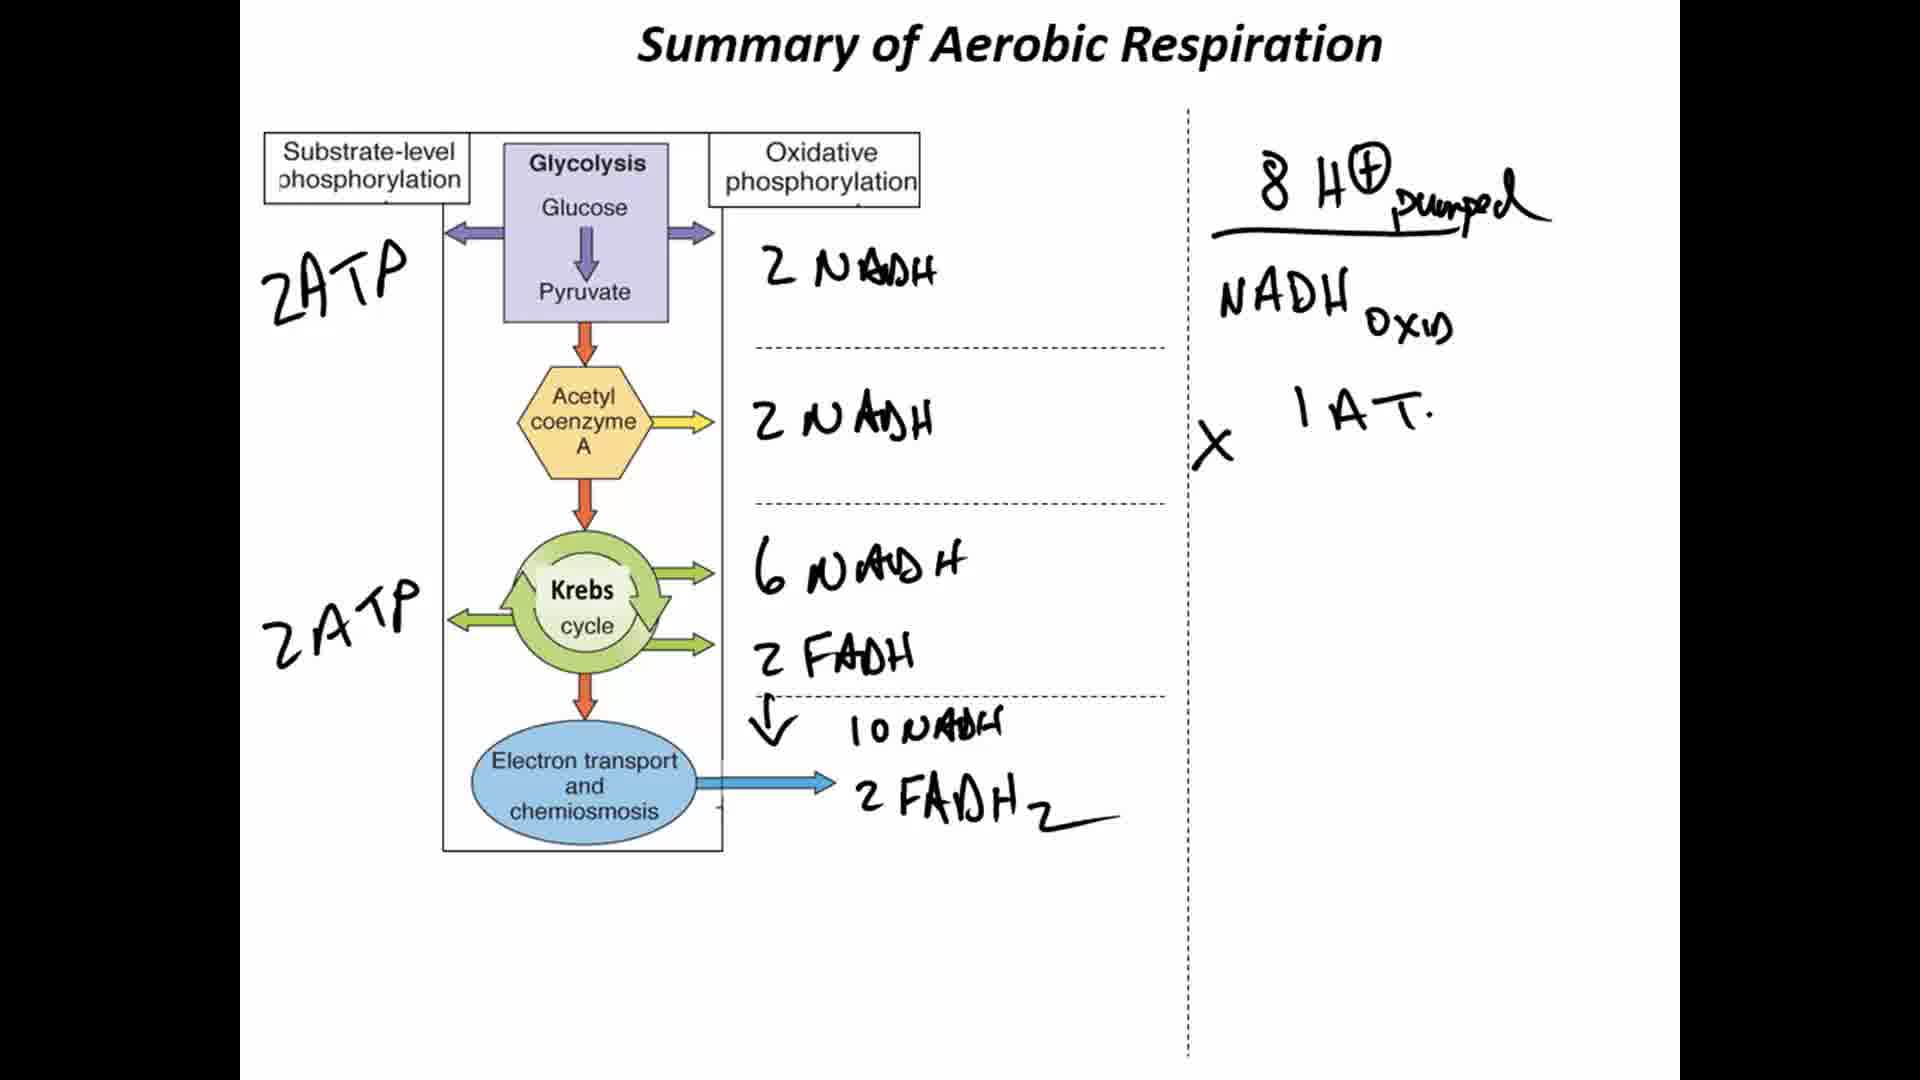 Summary of Aerobic Respiration
Substrate-level
phosphorylation
Glycolysis
Glucose
Pyruvate
Oxidative
phosphorylation
2ATP
2 NADH
Acetyl
coenzyme
A
2 NADH
Krebs
cycle
2ATP
6 NADH
2 FADH
10 NADH
Electron transport
and
chemiosmosis
2 FADH2
8 H+ pumped
NADH OXID
X 1 AT.